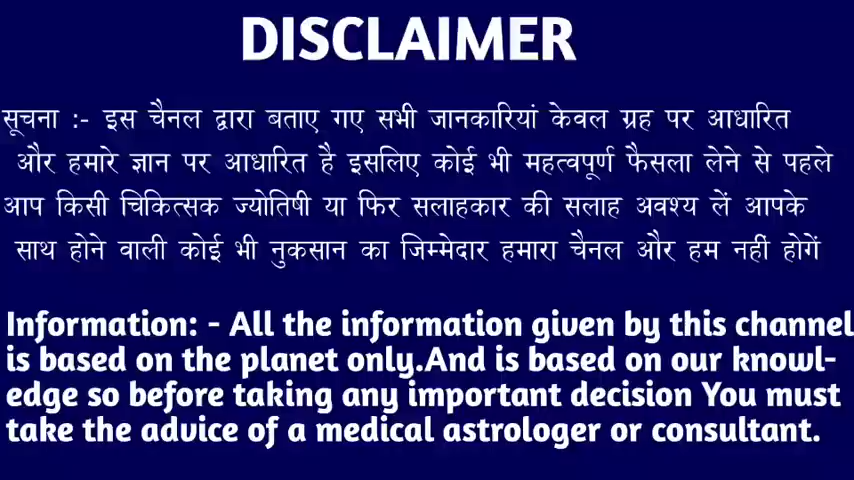 DISCLAIMER
सूचना :- इस चैनल द्वारा बताए गए सभी जानकारियां केवल ग्रह पर आधारित
और हमारे ज्ञान पर आधारित है इसलिए कोई भी महत्वपूर्ण फैसला लेने से पहले
आप किसी चिकित्सक ज्योतिषी या फिर सलाहकार की सलाह अवश्य लें आपके
साथ होने वाली कोई भी नुकसान का जिम्मेदार हमारा चैनल और हम नहीं होगें
Information: - All the information given by this channel
is based on the planet only.And is based on our knowl-
edge so before taking any important decision You must
take the advice of a medical astrologer or consultant.